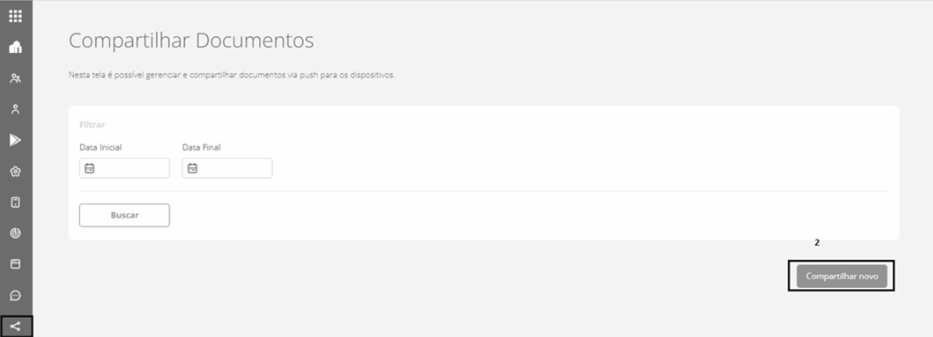 Compartilhar Documentos
Nesta tela é possível gerenciar e compartilhar documentos via push para os dispositivos.
Filtrar
Data Inicial
Data Final
Buscar
2
Compartilhar novo